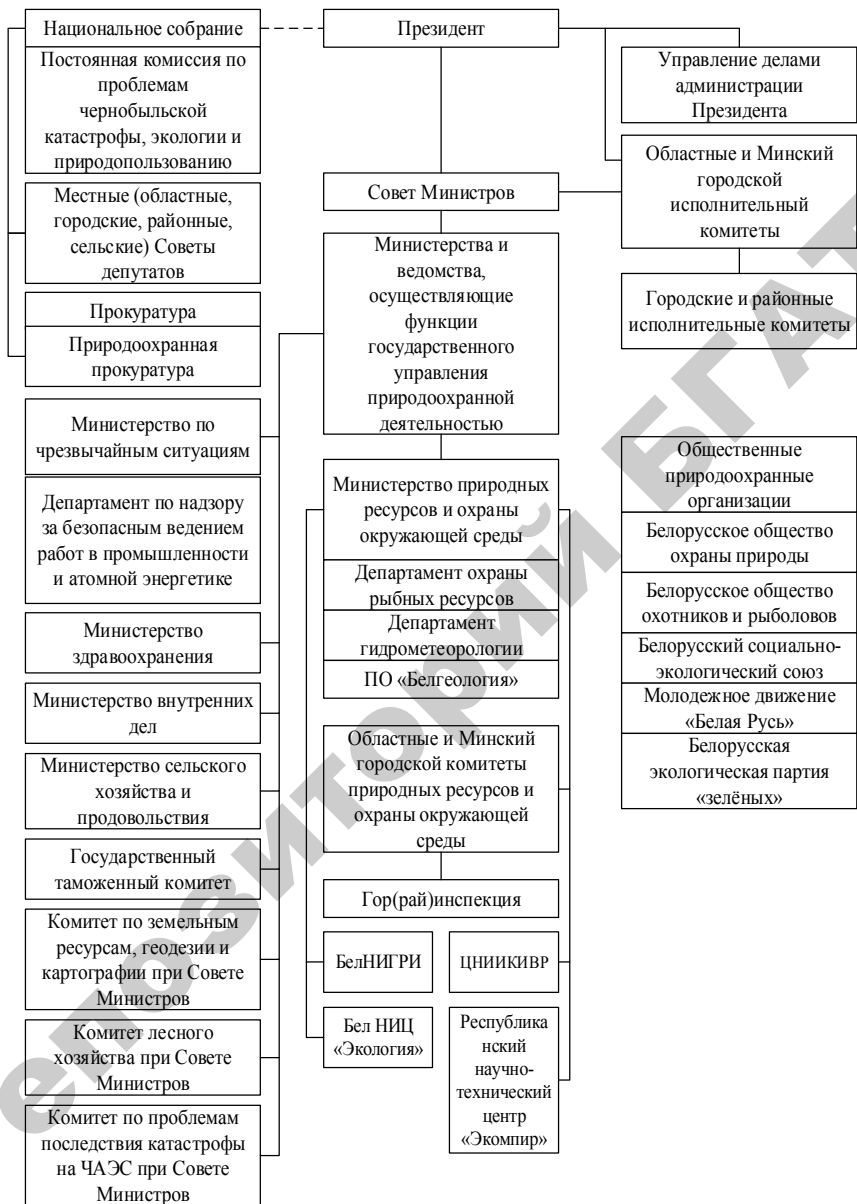 Национальное собрание
Постоянная комиссия по
проблемам
чернобыльской
катастрофы, экологии и
природопользованию
Местные (областные,
городские, районные,
сельские) Советы
депутатов
Прокуратура
Природоохранная
прокуратура
Министерство по
чрезвычайным ситуациям
Департамент по надзору
за безопасным ведением
работ в промышленности
и атомной энергетике
Министерство
здравоохранения
Министерство внутренних
дел
Министерство сельского
хозяйства и
продовольствия
Государственный
таможенный комитет
Комитет по земельным
ресурсам, геодезии и
картографии при Совете
Министров
Комитет лесного
хозяйства при Совете
Министров
Комитет по проблемам
последствия катастрофы
на ЧАЭС при Совете
Министров
Президент
Совет Министров
Министерства и
ведомства,
осуществляющие
функции
государственного
управления
природоохранной
деятельностью
Министерство природных
ресурсов и охраны
окружающей среды
Департамент охраны
рыбных ресурсов
Департамент
гидрометеорологии
ПО «Белгеология»
Областные и Минский
городской комитеты
природных ресурсов и
охраны окружающей
среды
Гор(рай)инспекция
БелНИГРИ
ЦНИИКИВР
Бел НИЦ
«Экология»
Республика
нский
научно-
технический
центр
«Экомпир»
Управление делами
администрации
Президента
Областные и Минский
городской
исполнительный
комитеты
Городские и районные
исполнительные комитеты
Общественные
природоохранные
организации
Белорусское общество
охраны природы
Белорусское общество
охотников и рыболовов
Белорусский социально-
экологический союз
Молодежное движение
«Белая Русь»
Белорусская
экологическая партия
«зелёных»
епозиторий БГАТ